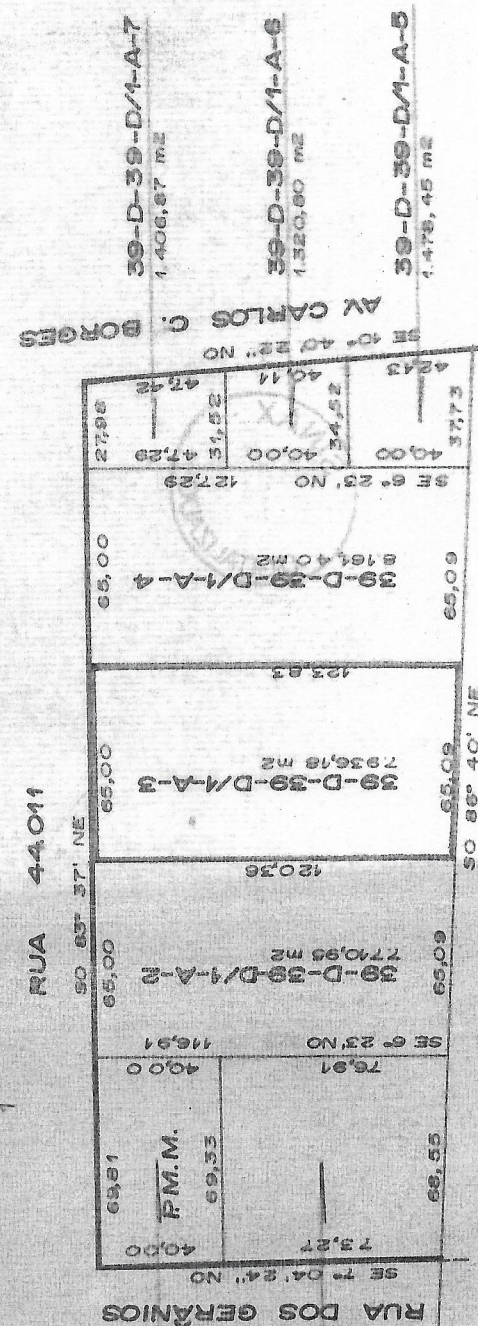 39-D-39-D/1-A-7
1.406,87 m2
39-D-39-D/1-A-6
1.320,80 m2
39-D-39-D/1-A-5
1.478,45 m2
AV. CARLOS C. BORGES
SE 10° 40' 22" NO
27,98
47,42
47,29
31,52
40,11
40,00
34,52
42,13
40,00
37,73
127,29
SE 6° 23' NO
65,00
8.161,40 m2
39-D-39-D/1-A-4
65,09
123,83
RUA 44.011
SO 83° 37' NE
65,00
7.936,18 m2
39-D-39-D/1-A-3
65,09
SO 86° 40' NE
120,36
65,00
7.710,95 m2
39-D-39-D/1-A-2
65,09
116,91
SE 6° 23' NO
40,00
76,91
69,81
P.M.M.
69,33
68,55
40,00
73,27
SE 7° 04' 24" NO
RUA DOS GERÂNIOS